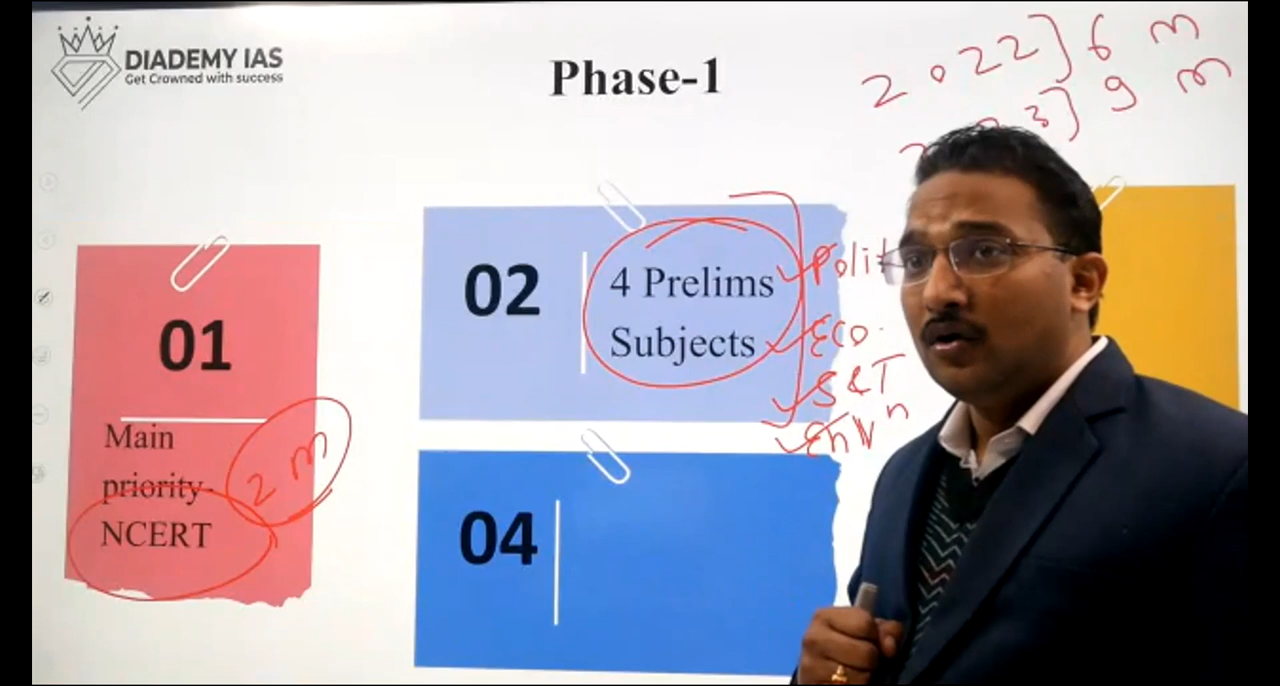 DIADEMY IAS
Get Crowned with success
Phase-1
2022] 6 m
3] 9 m
01
Main
priority-
NCERT
2 m
02
4 Prelims
Subjects
Polit
Eco.
S&T
Envn
04